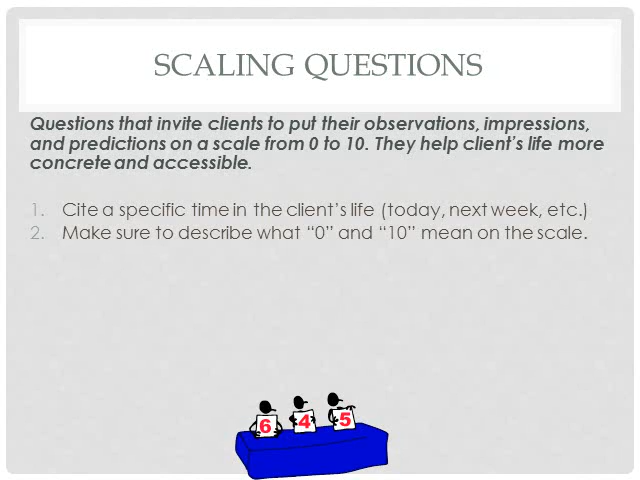 SCALING QUESTIONS
Questions that invite clients to put their observations, impressions,
and predictions on a scale from 0 to 10. They help client's life more
concrete and accessible.
1. Cite a specific time in the client's life (today, next week, etc.)
2. Make sure to describe what “0” and “10” mean on the scale.
6 4 5